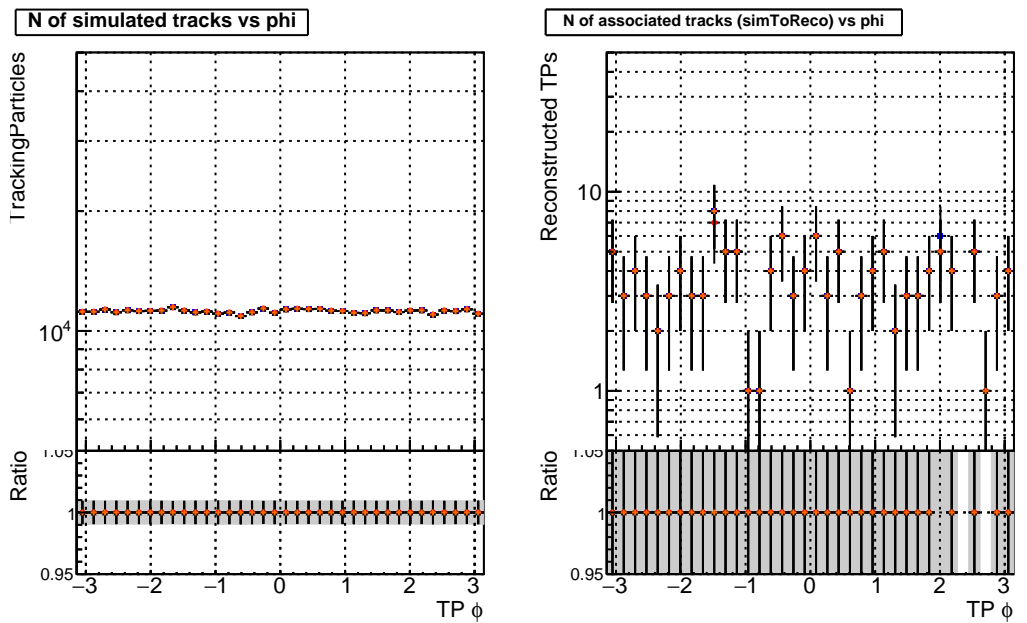 N of simulated tracks vs phi
TrackingParticles
10⁴
Ratio
1.05
1
0.95
−3 −2 −1 0 1 2 3
TP ϕ
N of associated tracks (simToReco) vs phi
Reconstructed TPs
10
1
Ratio
1.05
1
0.95
−3 −2 −1 0 1 2 3
TP ϕ